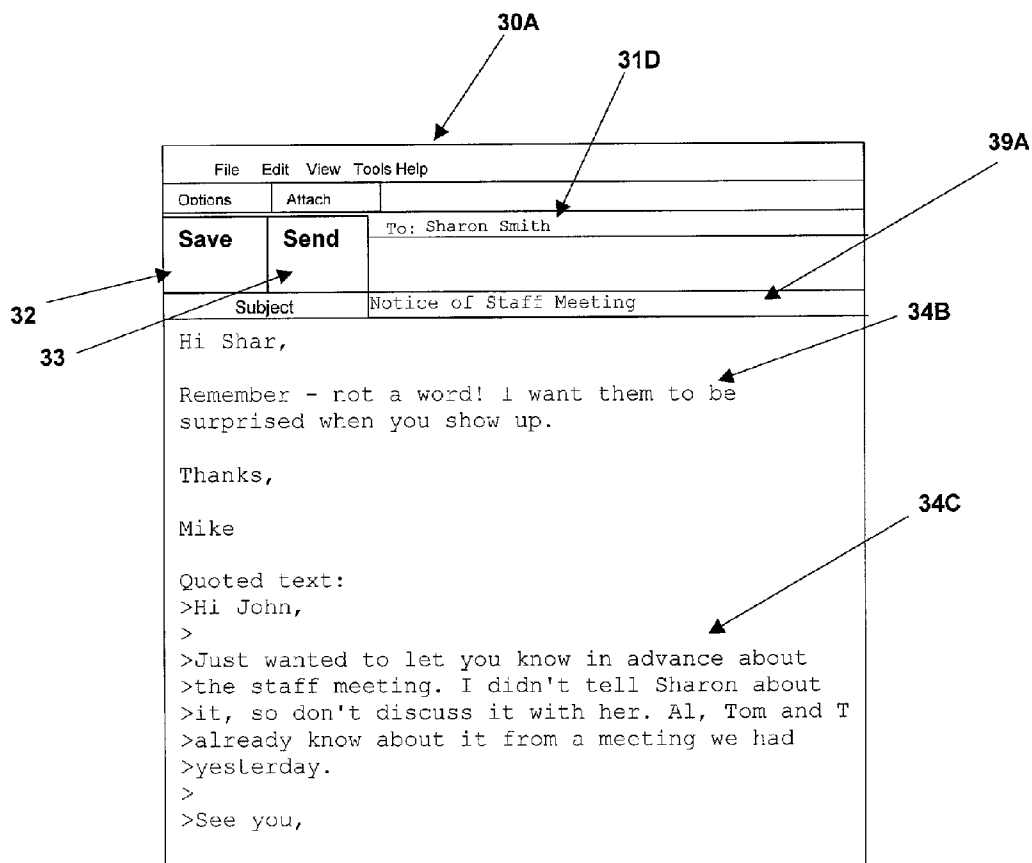 30A
31D
39A
File Edit View Tools Help
Options Attach
Save Send To: Sharon Smith
Subject Notice of Staff Meeting
32
33
34B
Hi Shar,
Remember - not a word! I want them to be
surprised when you show up.
Thanks,
Mike
34C
Quoted text:
>Hi John,
>
>Just wanted to let you know in advance about
>the staff meeting. I didn't tell Sharon about
>it, so don't discuss it with her. Al, Tom and I
>already know about it from a meeting we had
>yesterday.
>
>See you,